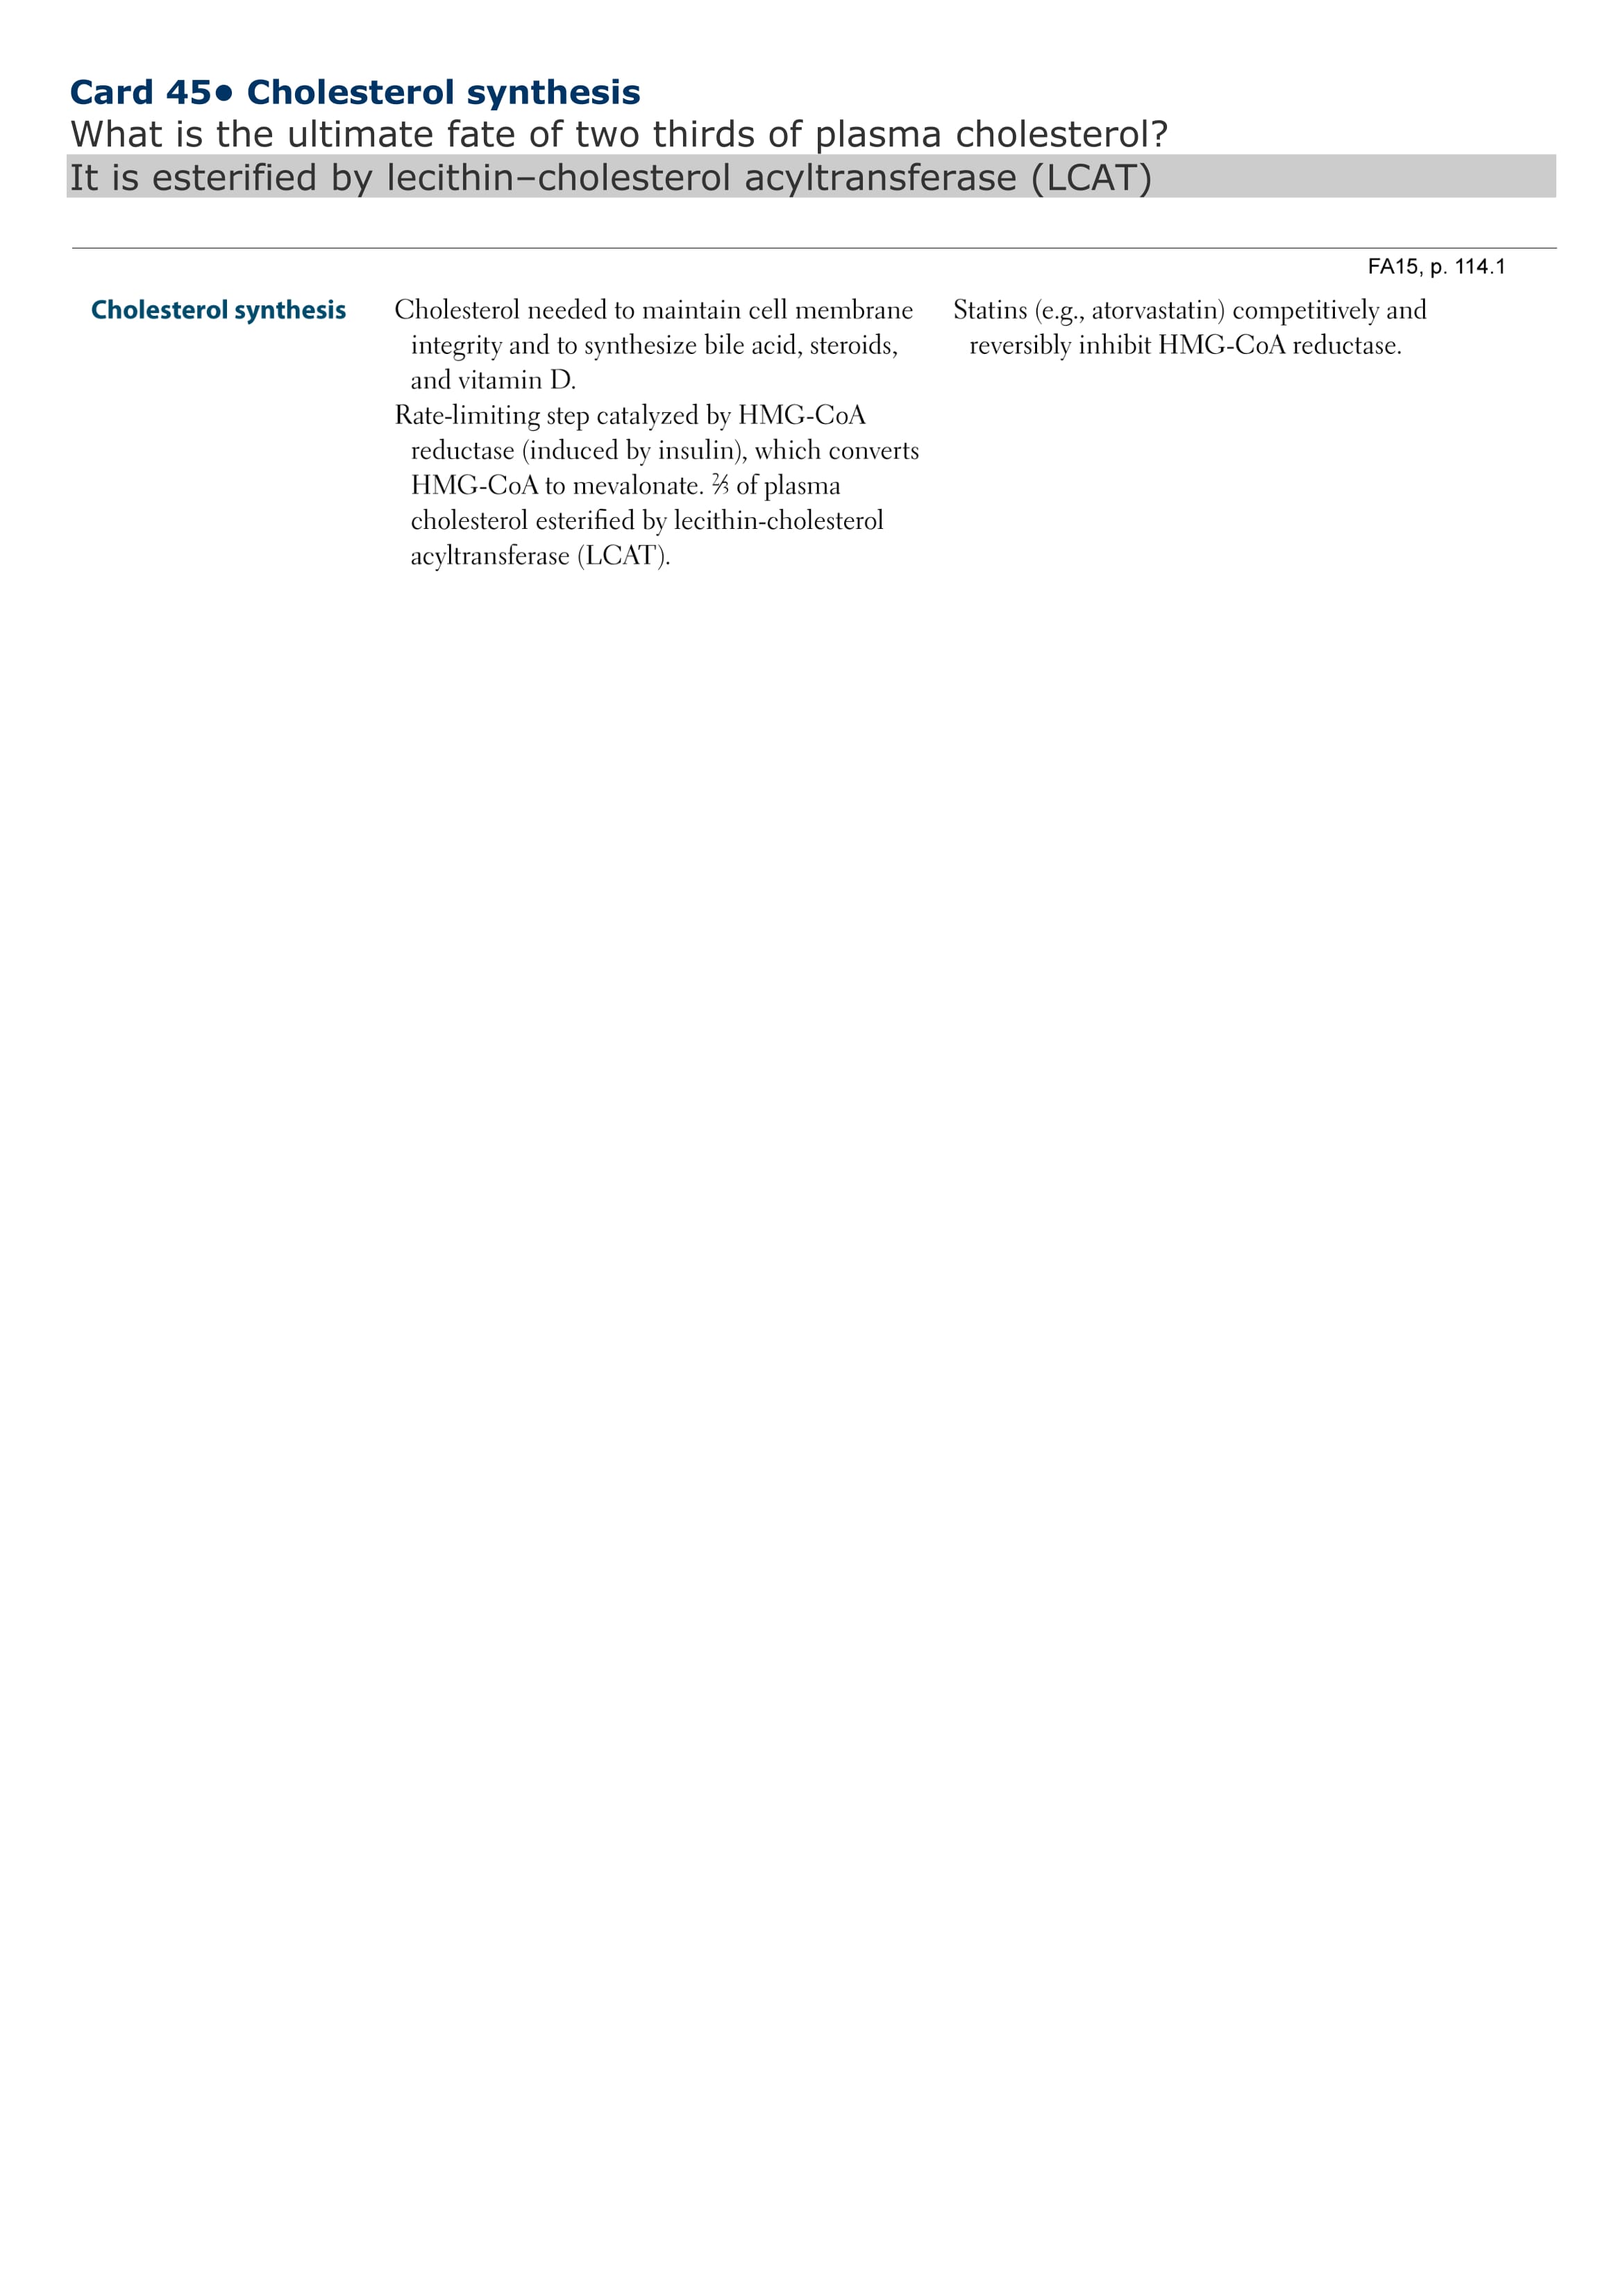 Card 45● Cholesterol synthesis
What is the ultimate fate of two thirds of plasma cholesterol?
It is esterified by lecithin–cholesterol acyltransferase (LCAT)
FA15, p. 114.1
Cholesterol synthesis
Cholesterol needed to maintain cell membrane
integrity and to synthesize bile acid, steroids,
and vitamin D.
Rate-limiting step catalyzed by HMG-CoA
reductase (induced by insulin), which converts
HMG-CoA to mevalonate. ⅔ of plasma
cholesterol esterified by lecithin-cholesterol
acyltransferase (LCAT).
Statins (e.g., atorvastatin) competitively and
reversibly inhibit HMG-CoA reductase.